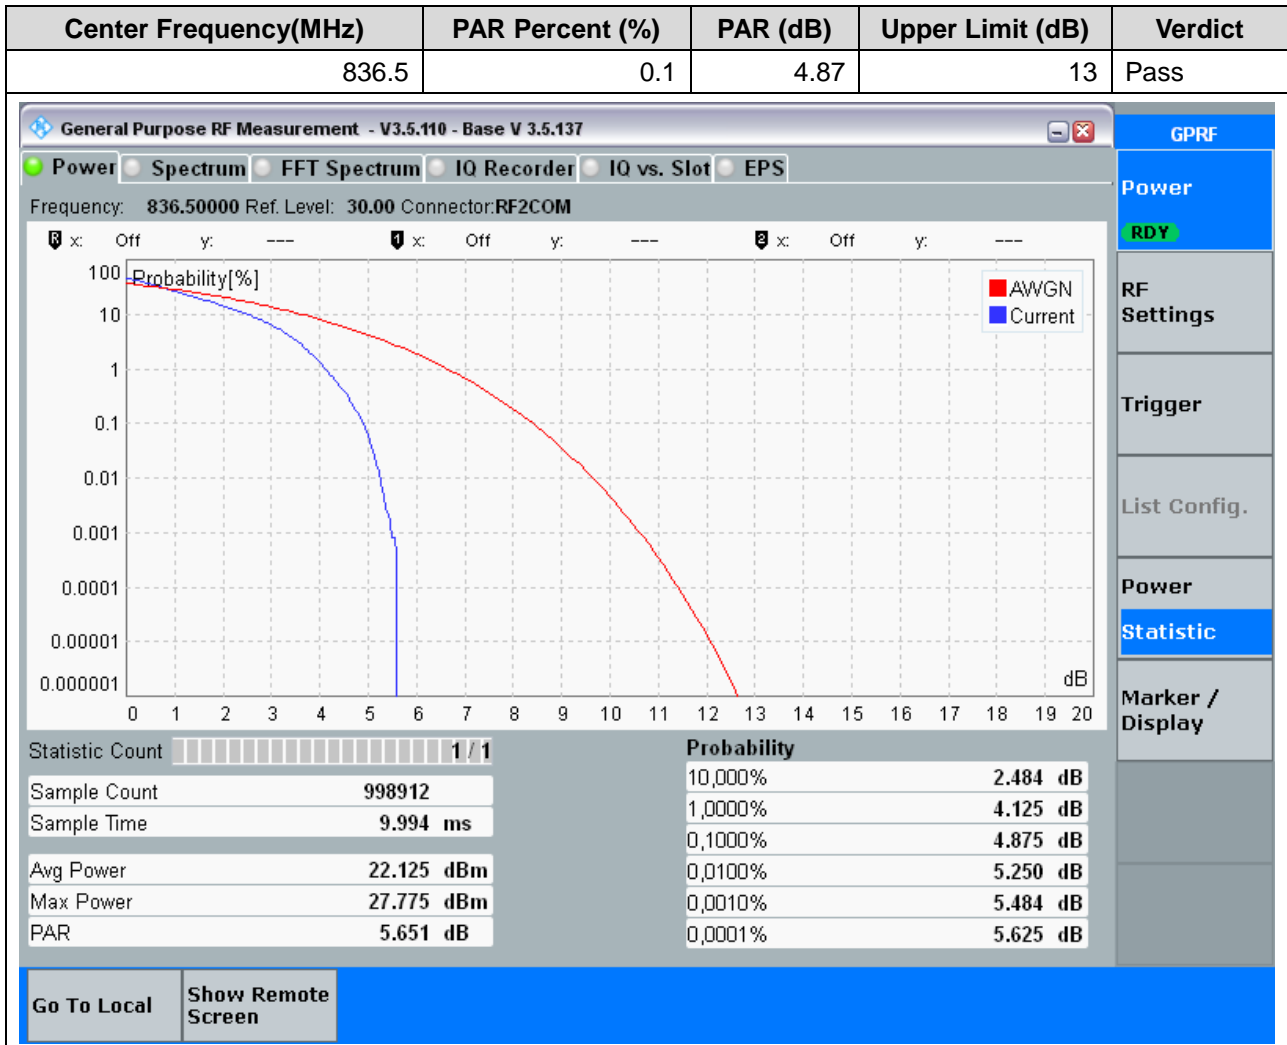 Center Frequency(MHz) PAR Percent (%) PAR (dB) Upper Limit (dB) Verdict
836.5 0.1 4.87 13 Pass
General Purpose RF Measurement - V3.5.110 - Base V 3.5.137
GPRF
Power Spectrum FFT Spectrum IQ Recorder IQ vs. Slot EPS
Frequency: 836.50000 Ref. Level: 30.00 Connector:RF2COM
R x: Off y: --- 1 x: Off y: --- 2 x: Off y: ---
Probability[%]
100
10
1
0.1
0.01
0.001
0.0001
0.00001
0.000001
AWGN
Current
dB
0 1 2 3 4 5 6 7 8 9 10 11 12 13 14 15 16 17 18 19 20
Statistic Count 1 / 1
Sample Count 998912
Sample Time 9.994 ms
Avg Power 22.125 dBm
Max Power 27.775 dBm
PAR 5.651 dB
Probability
10,000% 2.484 dB
1,0000% 4.125 dB
0,1000% 4.875 dB
0,0100% 5.250 dB
0,0010% 5.484 dB
0,0001% 5.625 dB
Power
RDY
RF
Settings
Trigger
List Config.
Power
Statistic
Marker /
Display
Go To Local
Show Remote
Screen